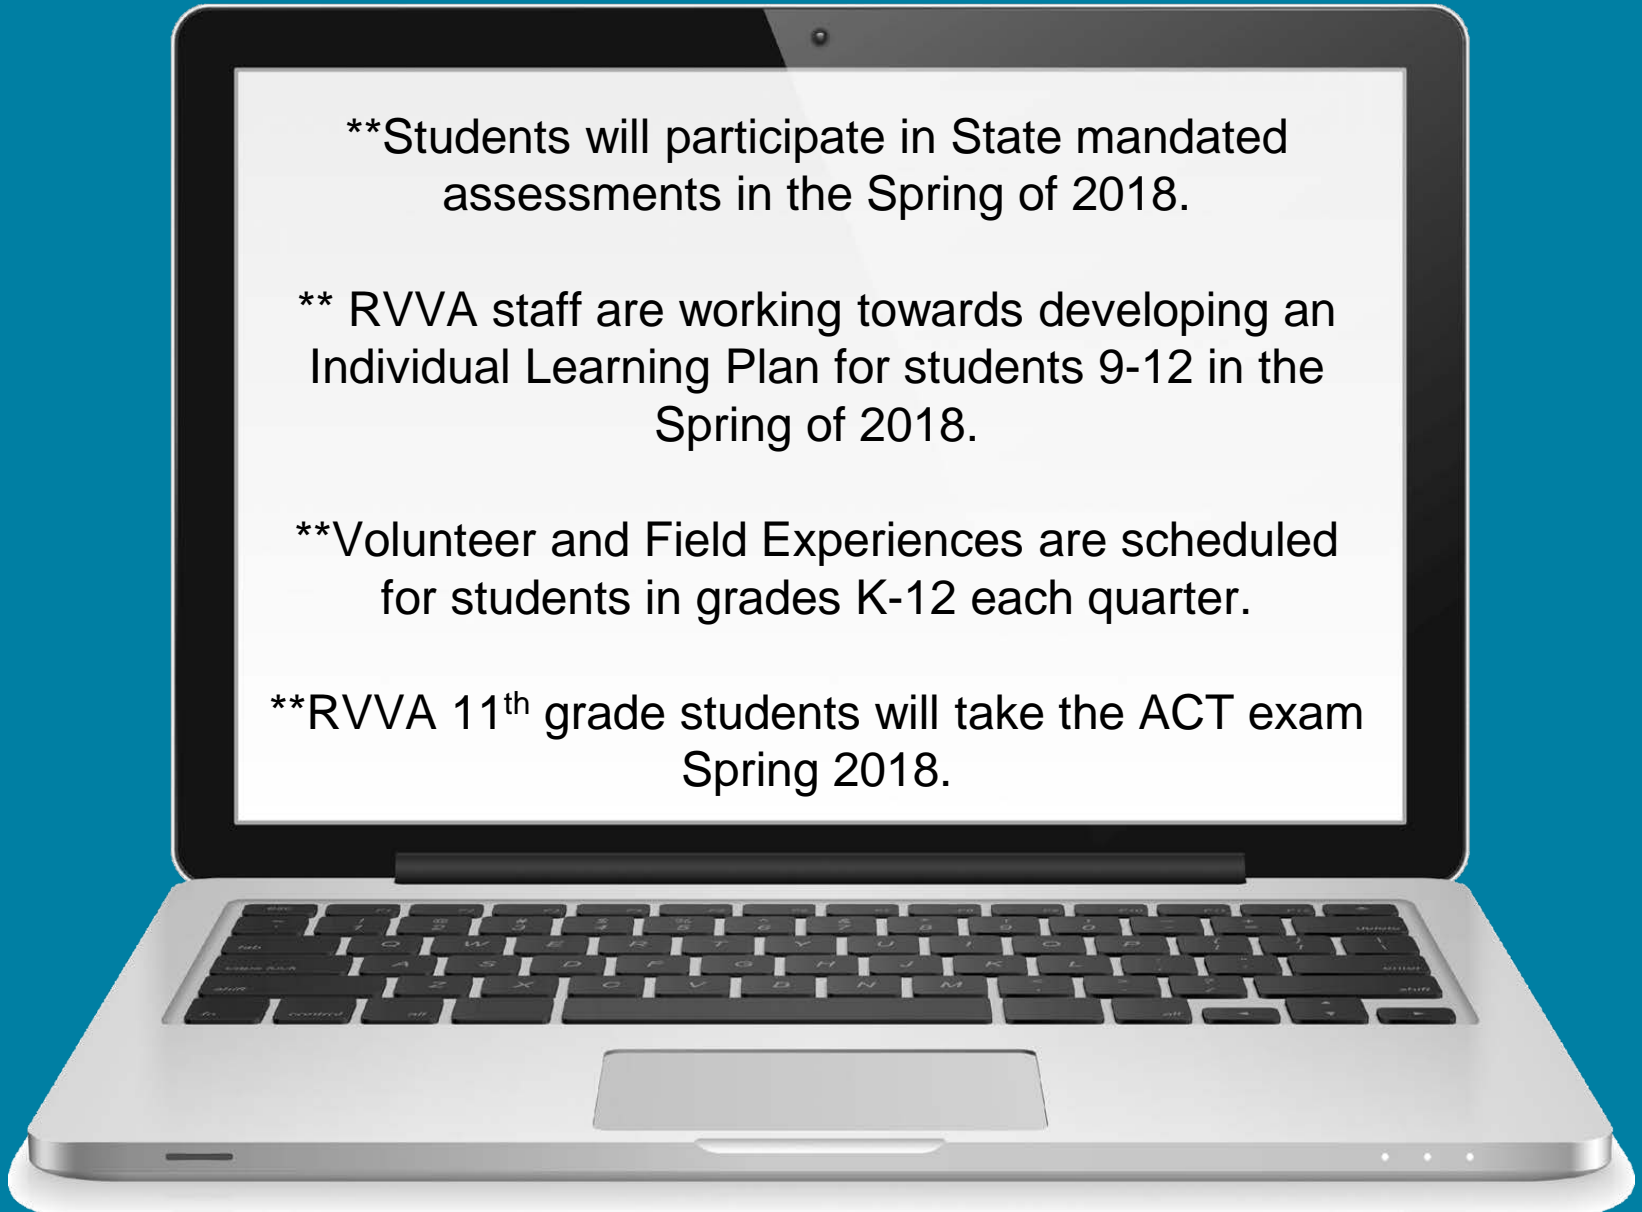 **Students will participate in State mandated
assessments in the Spring of 2018.
** RVVA staff are working towards developing an
Individual Learning Plan for students 9-12 in the
Spring of 2018.
**Volunteer and Field Experiences are scheduled
for students in grades K-12 each quarter.
**RVVA 11th grade students will take the ACT exam
Spring 2018.